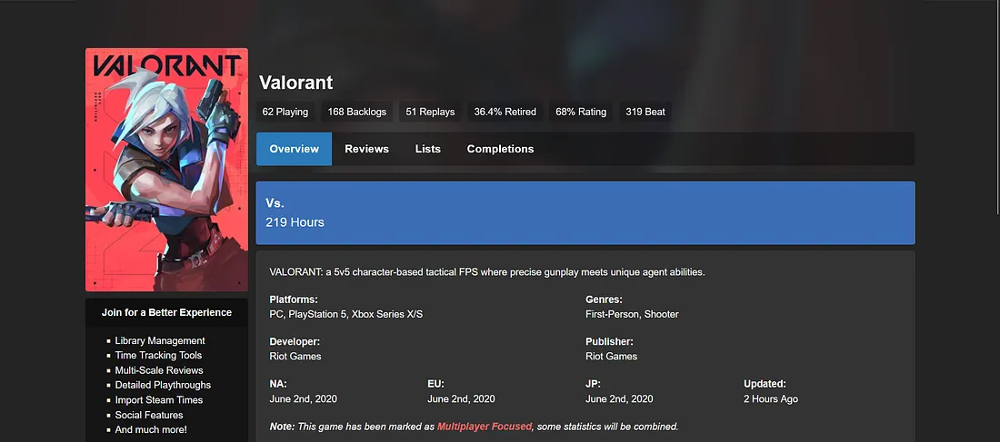 VALORANT
Valorant
62 Playing 168 Backlogs 51 Replays 36.4% Retired 68% Rating 319 Beat
Overview Reviews Lists Completions
Vs.
219 Hours
VALORANT: a 5v5 character-based tactical FPS where precise gunplay meets unique agent abilities.
Platforms: Genres:
PC, PlayStation 5, Xbox Series X/S First-Person, Shooter
Developer: Publisher:
Riot Games Riot Games
NA: EU: JP: Updated:
June 2nd, 2020 June 2nd, 2020 June 2nd, 2020 2 Hours Ago
Note: This game has been marked as Multiplayer Focused, some statistics will be combined.
Join for a Better Experience
Library Management
Time Tracking Tools
Multi-Scale Reviews
Detailed Playthroughs
Import Steam Times
Social Features
And much more!